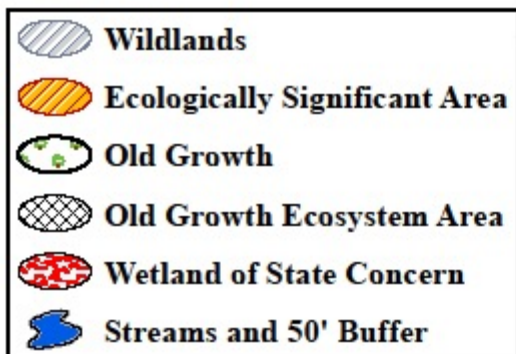 Wildlands
Ecologically Significant Area
Old Growth
Old Growth Ecosystem Area
Wetland of State Concern
Streams and 50' Buffer